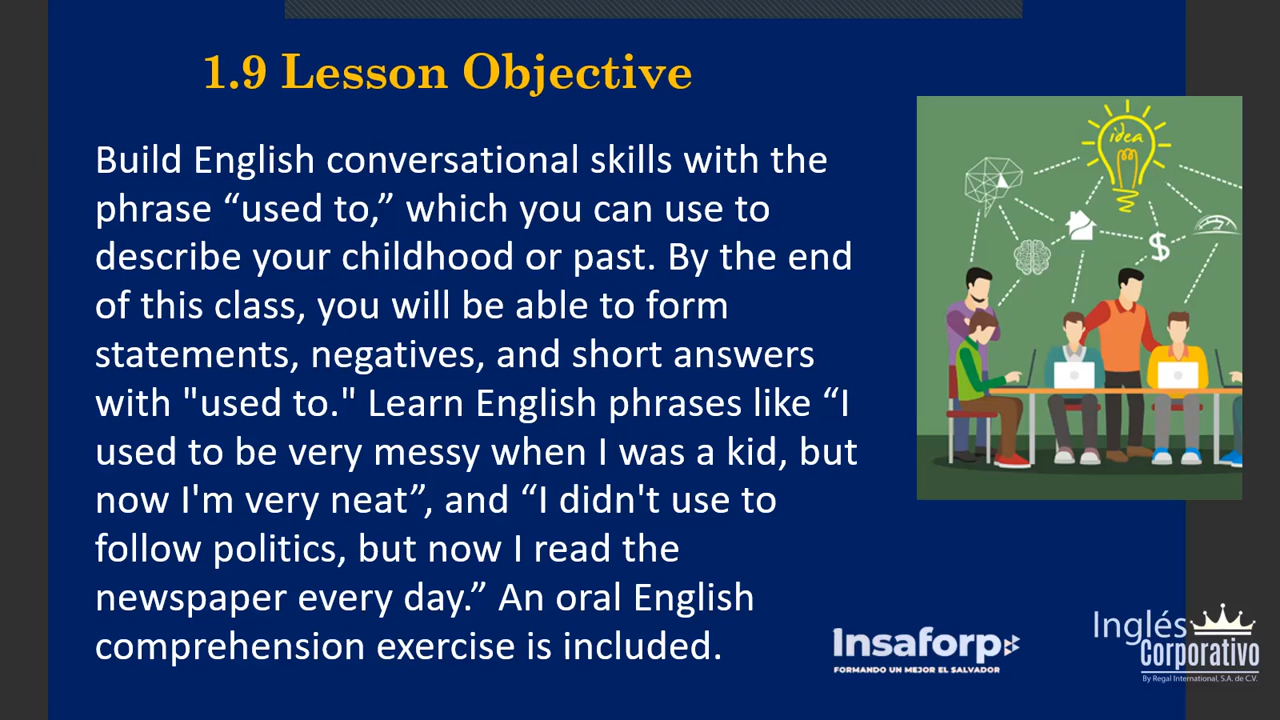 1.9 Lesson Objective
Build English conversational skills with the
phrase “used to,” which you can use to
describe your childhood or past. By the end
of this class, you will be able to form
statements, negatives, and short answers
with "used to." Learn English phrases like “I
used to be very messy when I was a kid, but
now I'm very neat”, and “I didn't use to
follow politics, but now I read the
newspaper every day.” An oral English
comprehension exercise is included.
idea
$
Insaforp
FORMANDO UN MEJOR EL SALVADOR
Inglés
Corporativo
By Regal International, S.A. de C.V.